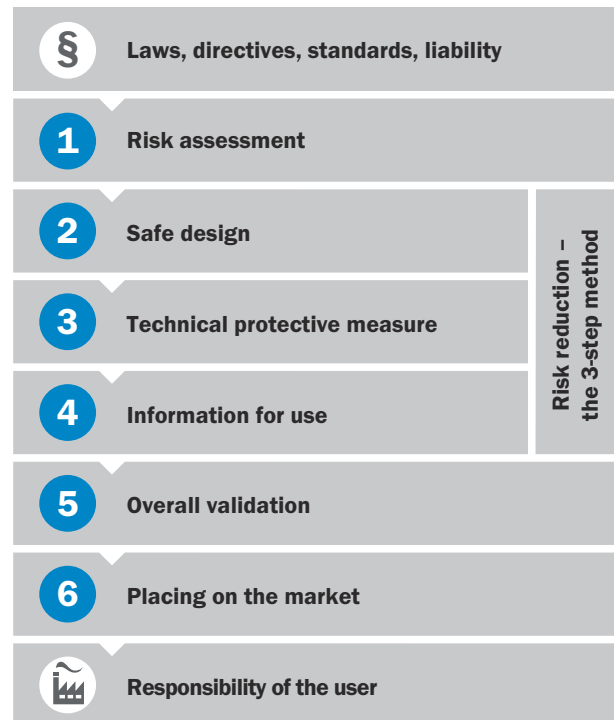 § Laws, directives, standards, liability
1 Risk assessment
2 Safe design
3 Technical protective measure
4 Information for use
Risk reduction –
the 3-step method
5 Overall validation
6 Placing on the market
Responsibility of the user